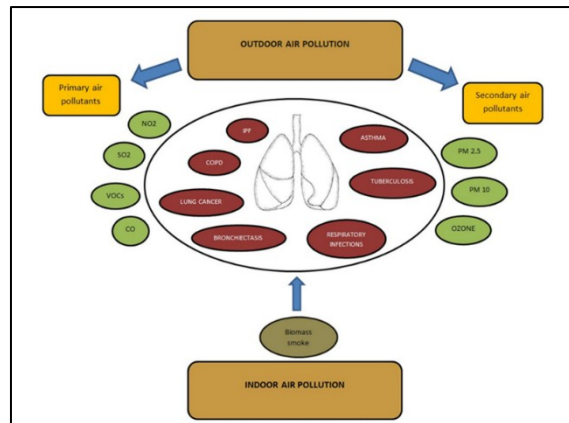 OUTDOOR AIR POLLUTION
Primary air
pollutants
Secondary air
pollutants
NO2
SO2
VOCs
CO
IPF
COPD
LUNG CANCER
BRONCHIECTASIS
ASTHMA
TUBERCULOSIS
RESPIRATORY
INFECTIONS
PM 2.5
PM 10
OZONE
Biomass
smoke
INDOOR AIR POLLUTION